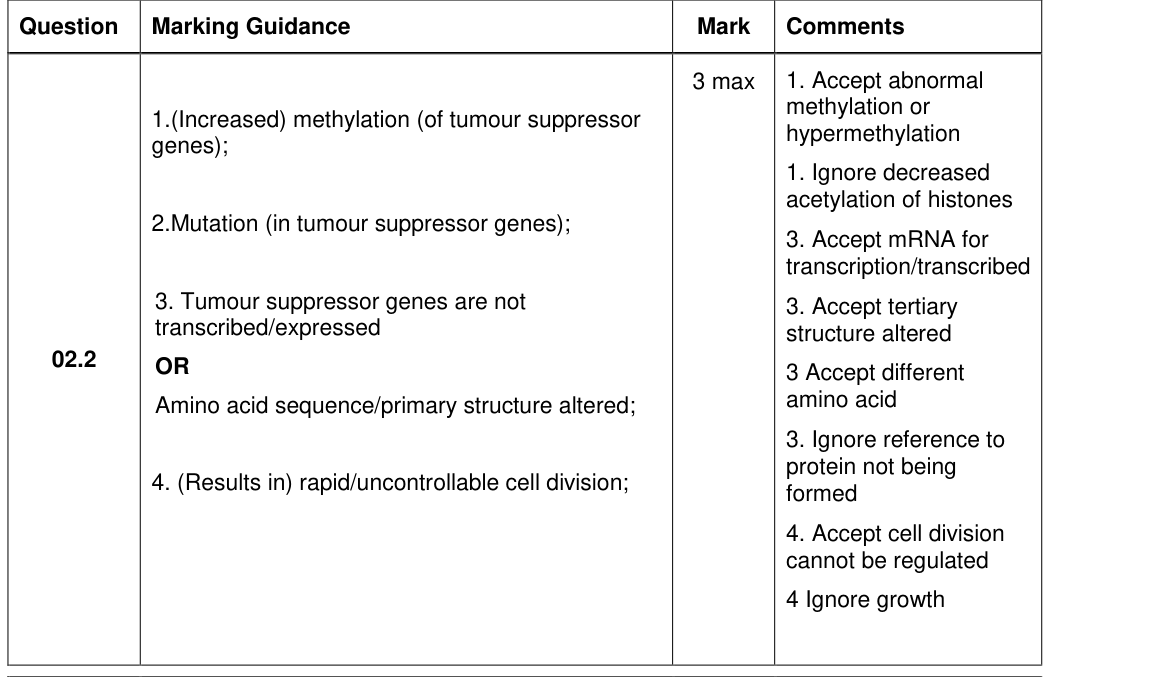 Question Marking Guidance Mark Comments
02.2
1.(Increased) methylation (of tumour suppressor
genes);
2.Mutation (in tumour suppressor genes);
3. Tumour suppressor genes are not
transcribed/expressed
OR
Amino acid sequence/primary structure altered;
4. (Results in) rapid/uncontrollable cell division;
3 max
1. Accept abnormal
methylation or
hypermethylation
1. Ignore decreased
acetylation of histones
3. Accept mRNA for
transcription/transcribed
3. Accept tertiary
structure altered
3 Accept different
amino acid
3. Ignore reference to
protein not being
formed
4. Accept cell division
cannot be regulated
4 Ignore growth